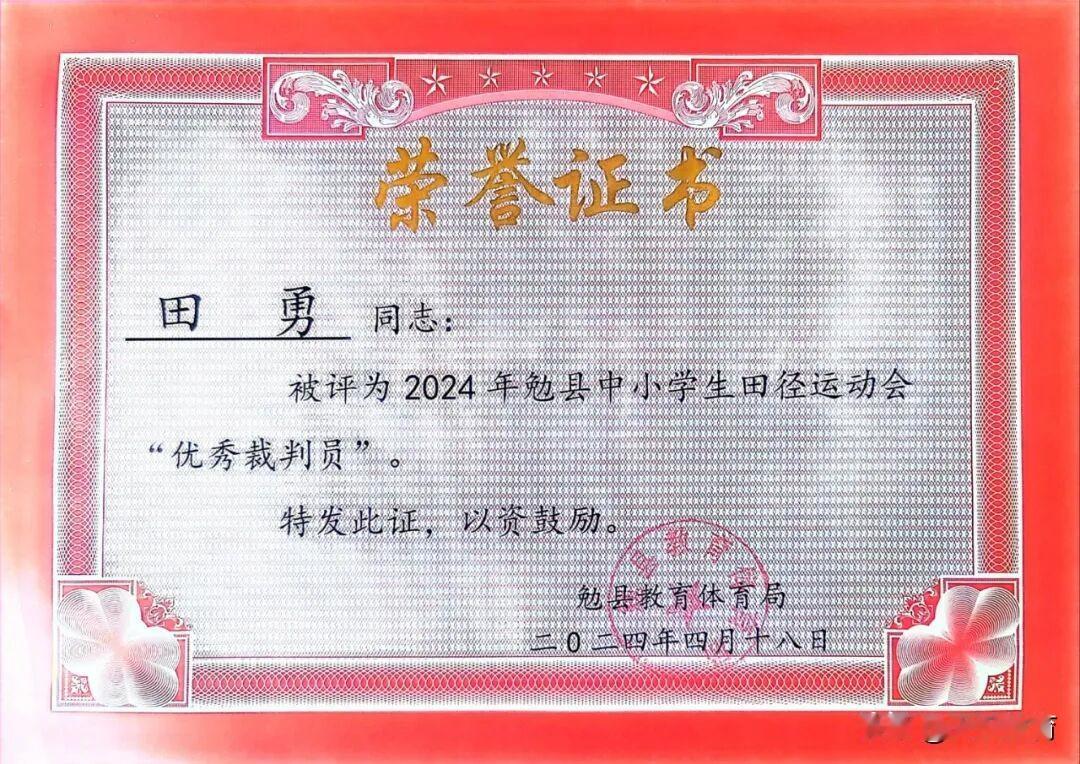 荣誉证书
田 勇 同志：
被评为 2024 年勉县中小学生田径运动会
“优秀裁判员”。
特发此证，以资鼓励。
勉县教育体育局
二0二四年四月十八日